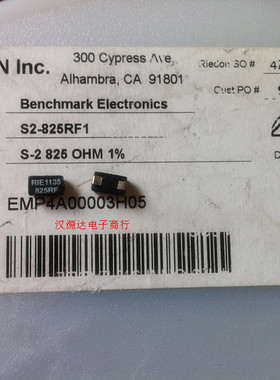 N Inc.
300 Cypress Ave,
Alhambra, CA 91801
Riedon SO #
Cust PO #
Benchmark Electronics
S2-825RF1
S-2 825 OHM 1%
RIE1135
825RF
EMP4A00003H05
汉源达电子商行